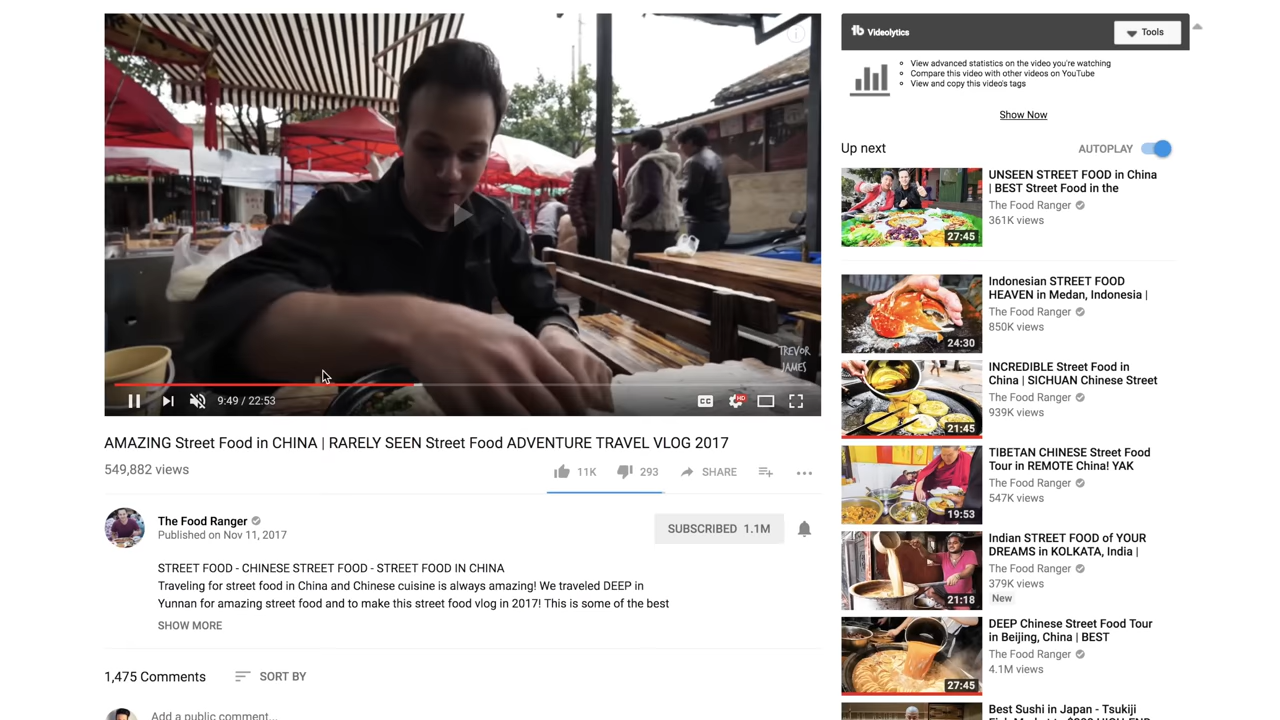 TREVOR
JAMES
9:49 / 22:53
CC
HD
AMAZING Street Food in CHINA | RARELY SEEN Street Food ADVENTURE TRAVEL VLOG 2017
549,882 views
11K
293
SHARE
The Food Ranger
Published on Nov 11, 2017
SUBSCRIBED 1.1M
STREET FOOD - CHINESE STREET FOOD - STREET FOOD IN CHINA
Traveling for street food in China and Chinese cuisine is always amazing! We traveled DEEP in
Yunnan for amazing street food and to make this street food vlog in 2017! This is some of the best
SHOW MORE
1,475 Comments
SORT BY
Add a public comment...
Videolytics
Tools
View advanced statistics on the video you're watching
Compare this video with other videos on YouTube
View and copy this video's tags
Show Now
Up next
AUTOPLAY
27:45
UNSEEN STREET FOOD in China
| BEST Street Food in the
The Food Ranger
361K views
24:30
Indonesian STREET FOOD
HEAVEN in Medan, Indonesia |
The Food Ranger
850K views
21:45
INCREDIBLE Street Food in
China | SICHUAN Chinese Street
The Food Ranger
939K views
19:53
TIBETAN CHINESE Street Food
Tour in REMOTE China! YAK
The Food Ranger
547K views
21:18
Indian STREET FOOD of YOUR
DREAMS in KOLKATA, India |
The Food Ranger
379K views
New
27:45
DEEP Chinese Street Food Tour
in Beijing, China | BEST
The Food Ranger
4.1M views
Best Sushi in Japan - Tsukiji